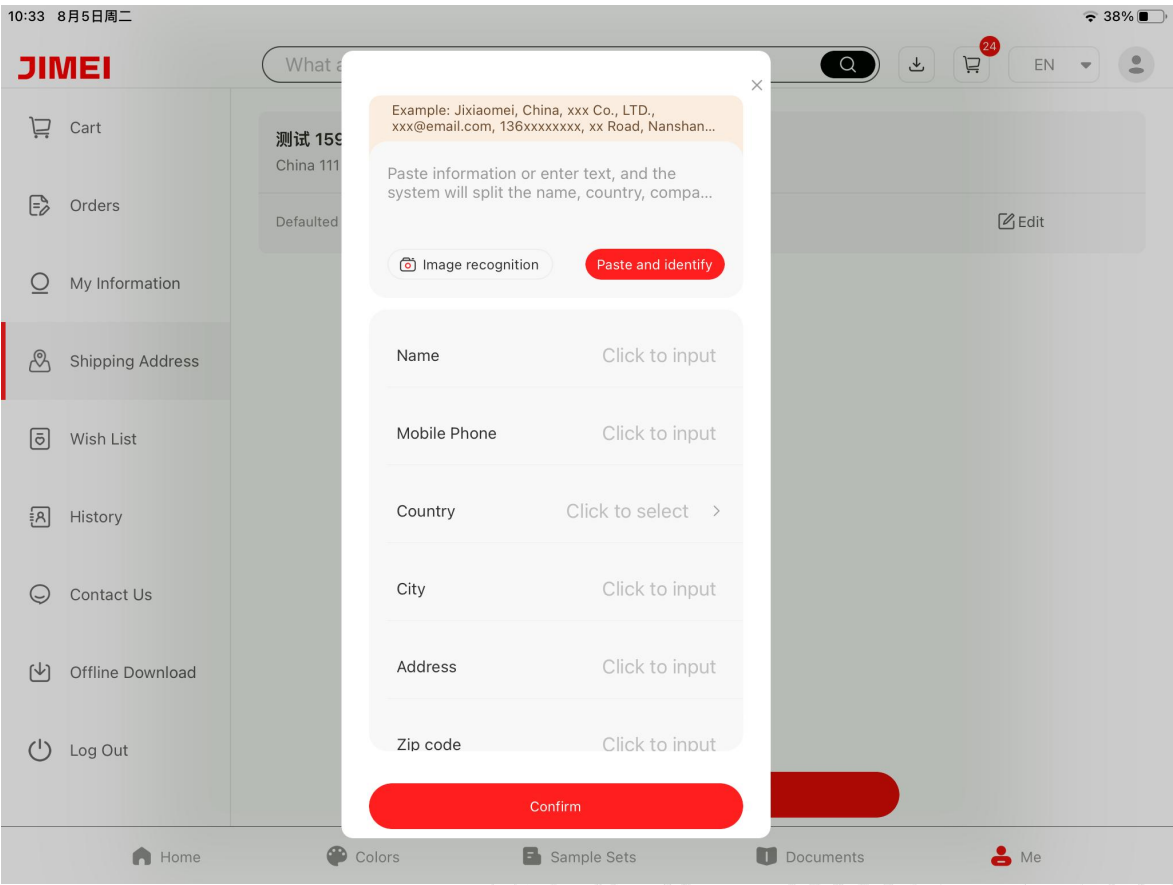 10:33 8月5日周二
38%
JIMEI
What
24
EN
Cart
Orders
My Information
Shipping Address
Wish List
History
Contact Us
Offline Download
Log Out
测试 159
China 111
Defaulted
Edit
Example: Jixiaomei, China, xxx Co., LTD.,
xxx@email.com, 136xxxxxxxx, xx Road, Nanshan...
Paste information or enter text, and the
system will split the name, country, compa...
Image recognition
Paste and identify
Name Click to input
Mobile Phone Click to input
Country Click to select
City Click to input
Address Click to input
Zip code Click to input
Confirm
Home
Colors
Sample Sets
Documents
Me